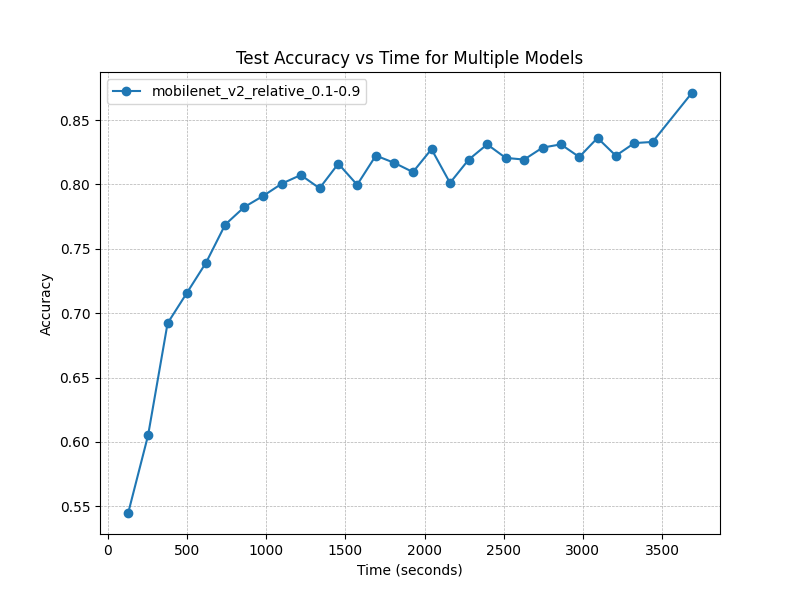 Test Accuracy vs Time for Multiple Models
mobilenet_v2_relative_0.1-0.9
Accuracy
0.85
0.80
0.75
0.70
0.65
0.60
0.55
0 500 1000 1500 2000 2500 3000 3500
Time (seconds)